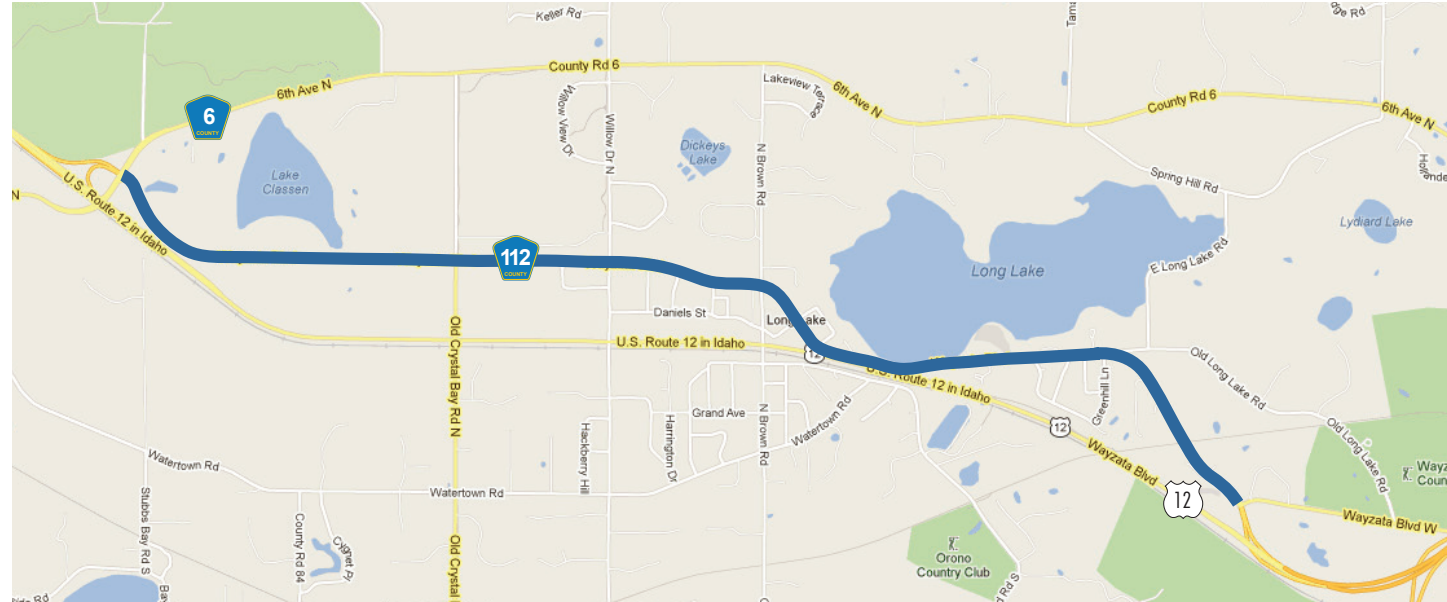 Keller Rd
County Rd 6
Lakeview Terrace
6th Ave N
6
COUNTY
6th Ave N
County Rd 6
6th Ave N
Willow View Dr
Willow Dr N
Dickeys
Lake
N Brown Rd
Lake
Classen
Spring Hill Rd
Lydiard Lake
N
U.S. Route 12 in Idaho
112
COUNTY
Long Lake
E Long Lake Rd
Daniels St
Long Lake
U.S. Route 12 in Idaho
12
U.S. Route 12 in Idaho
Old Long Lake Rd
Old Crystal Bay Rd N
Greenhill Ln
Grand Ave
N Brown Rd
Watertown Rd
Harrington Dr
Hackberry Hill
12
Wayzata Blvd
Old Long Lake Rd
Watertown Rd
Watertown Rd
12
Wayzata Blvd W
Stubbs Bay Rd S
County Rd 84
Cygnet Pl
Old Crystal
Orono
Country Club
Rd S